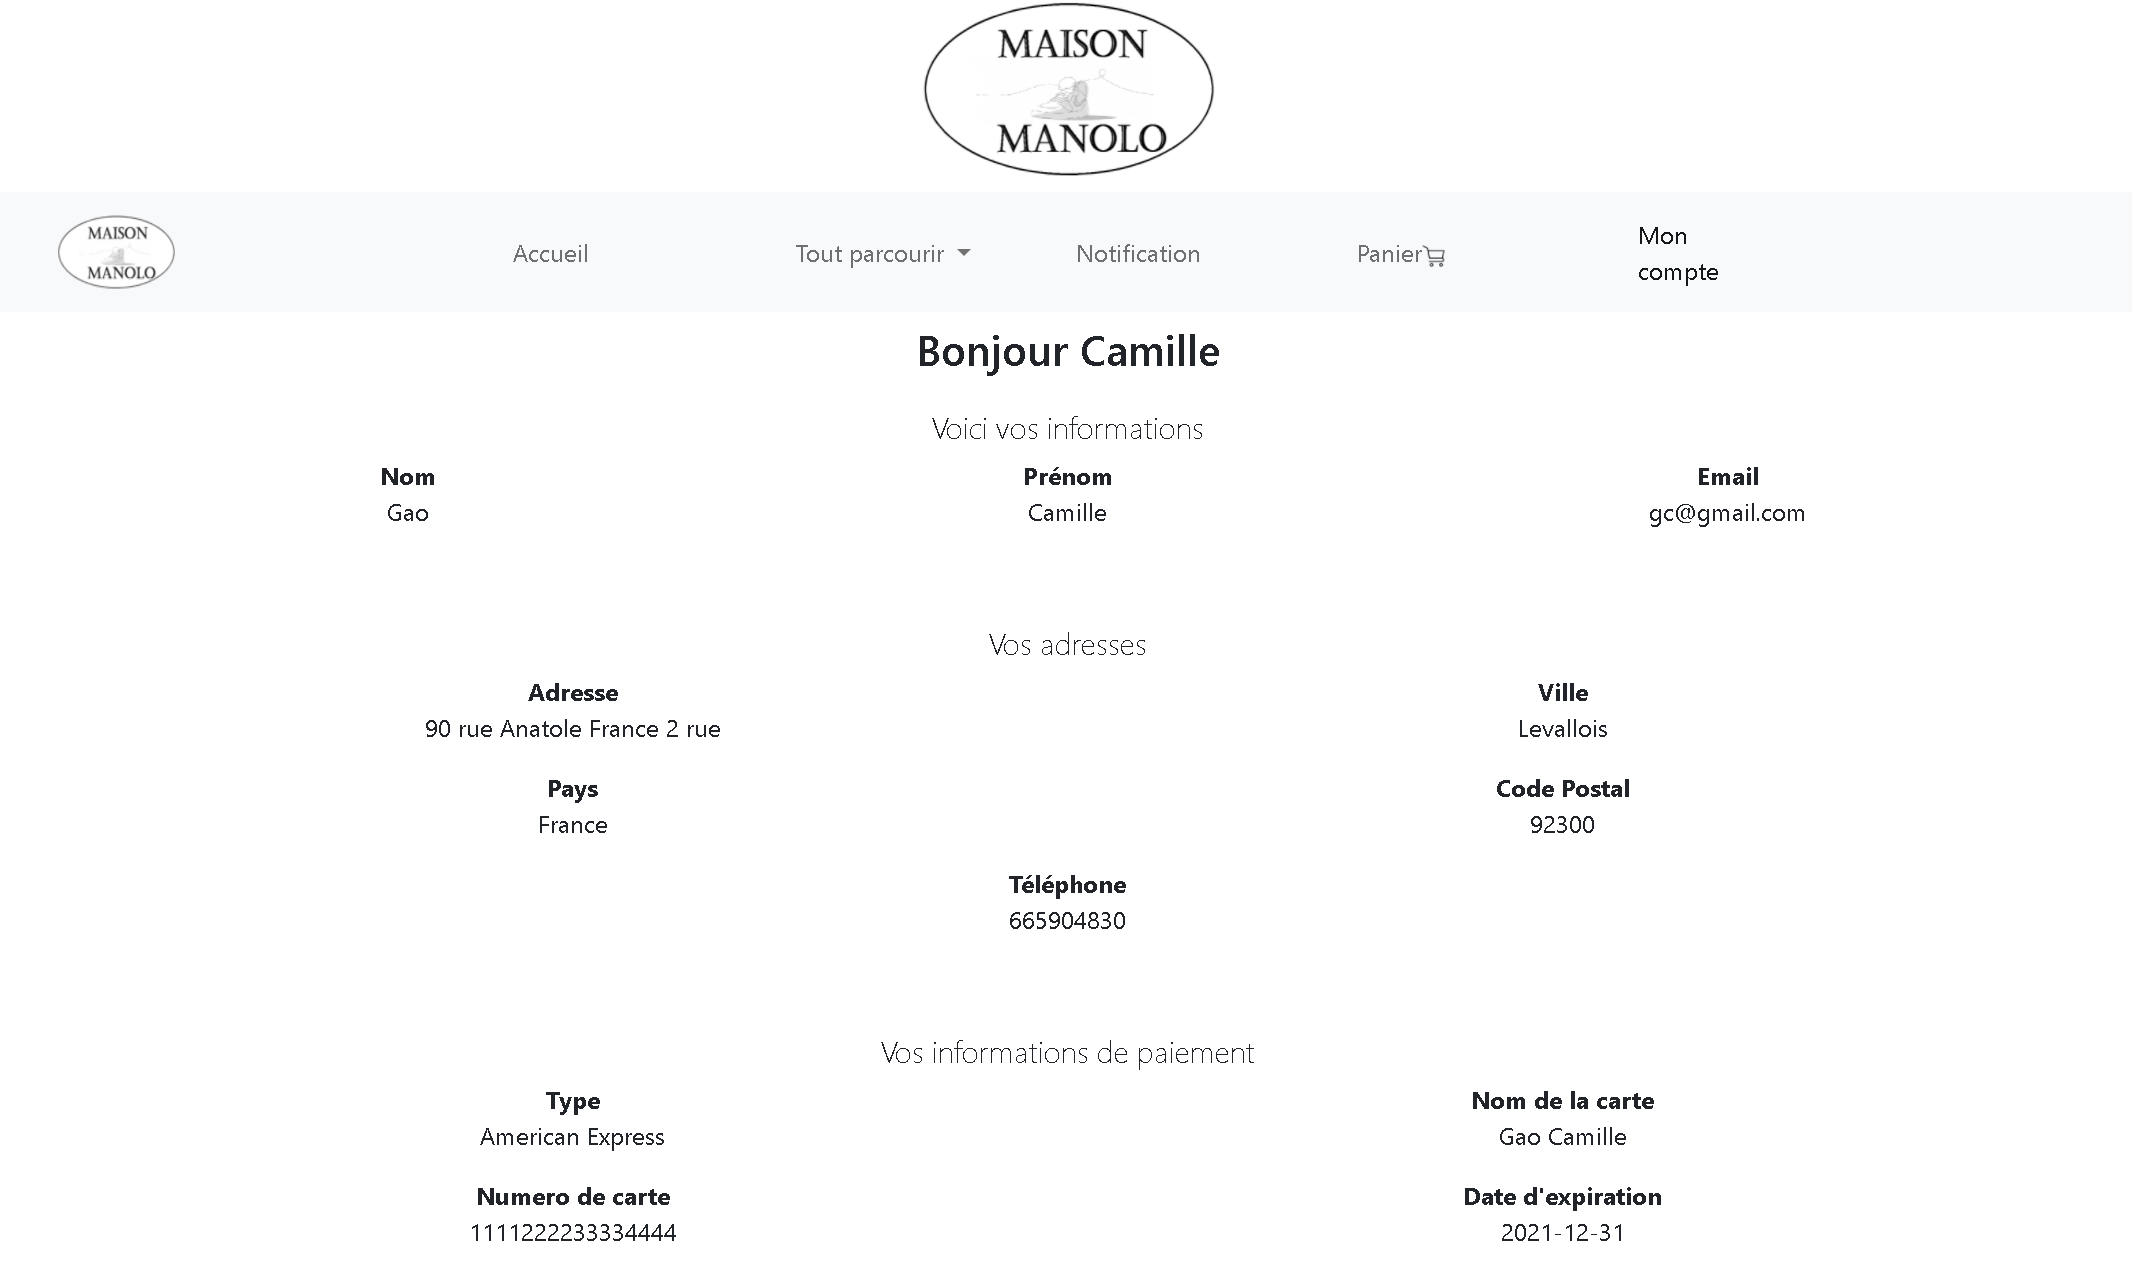 MAISON
MANOLO
MAISON
MANOLO
Accueil
Tout parcourir
Notification
Panier
Mon
compte
Bonjour Camille
Voici vos informations
Nom Prénom Email
Gao Camille gc@gmail.com
Vos adresses
Adresse Ville
90 rue Anatole France 2 rue Levallois
Pays Code Postal
France 92300
Téléphone
665904830
Vos informations de paiement
Type Nom de la carte
American Express Gao Camille
Numero de carte Date d'expiration
1111222233334444 2021-12-31